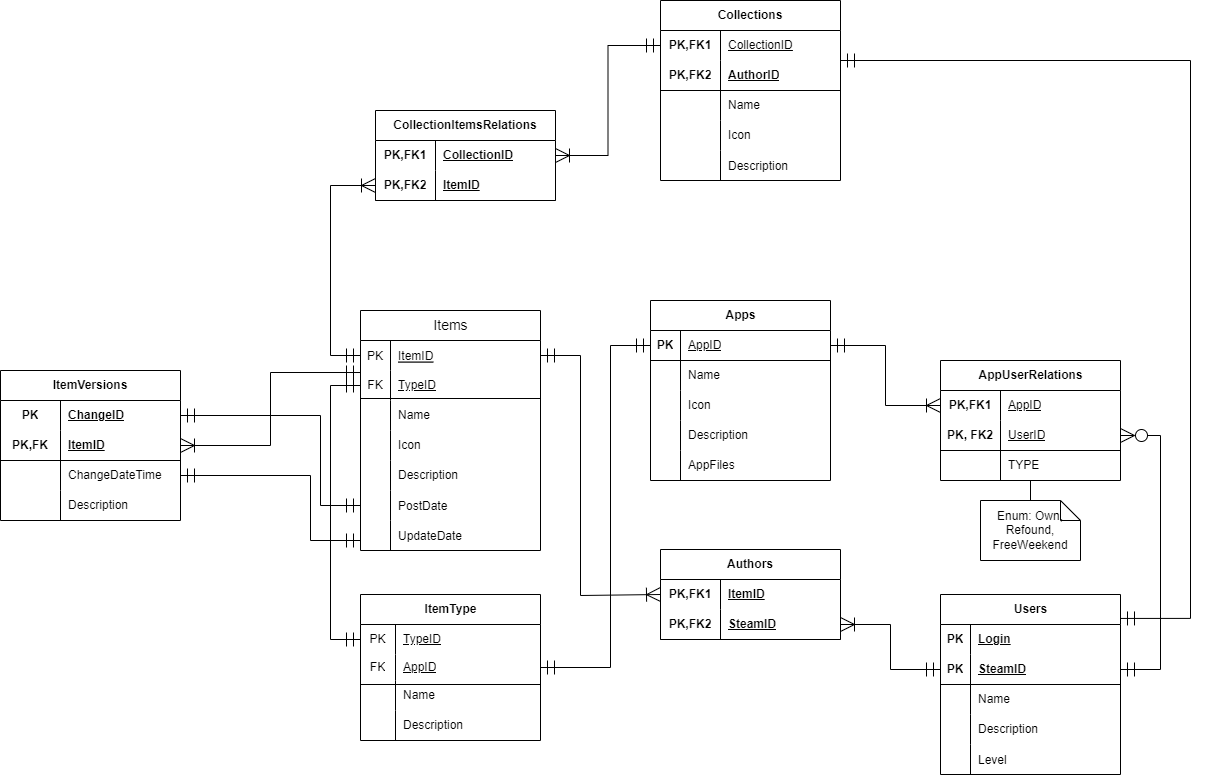 Collections
PK,FK1 CollectionID
PK,FK2 AuthorID
Name
Icon
Description
CollectionItemsRelations
PK,FK1 CollectionID
PK,FK2 ItemID
Items
PK ItemID
FK TypeID
Name
Icon
Description
PostDate
UpdateDate
Apps
PK AppID
Name
Icon
Description
AppFiles
AppUserRelations
PK,FK1 AppID
PK, FK2 UserID
TYPE
Enum: Own
Refound,
FreeWeekend
ItemVersions
PK ChangeID
PK,FK ItemID
ChangeDateTime
Description
ItemType
PK TypeID
FK AppID
Name
Description
Authors
PK,FK1 ItemID
PK,FK2 SteamID
Users
PK Login
PK SteamID
Name
Description
Level